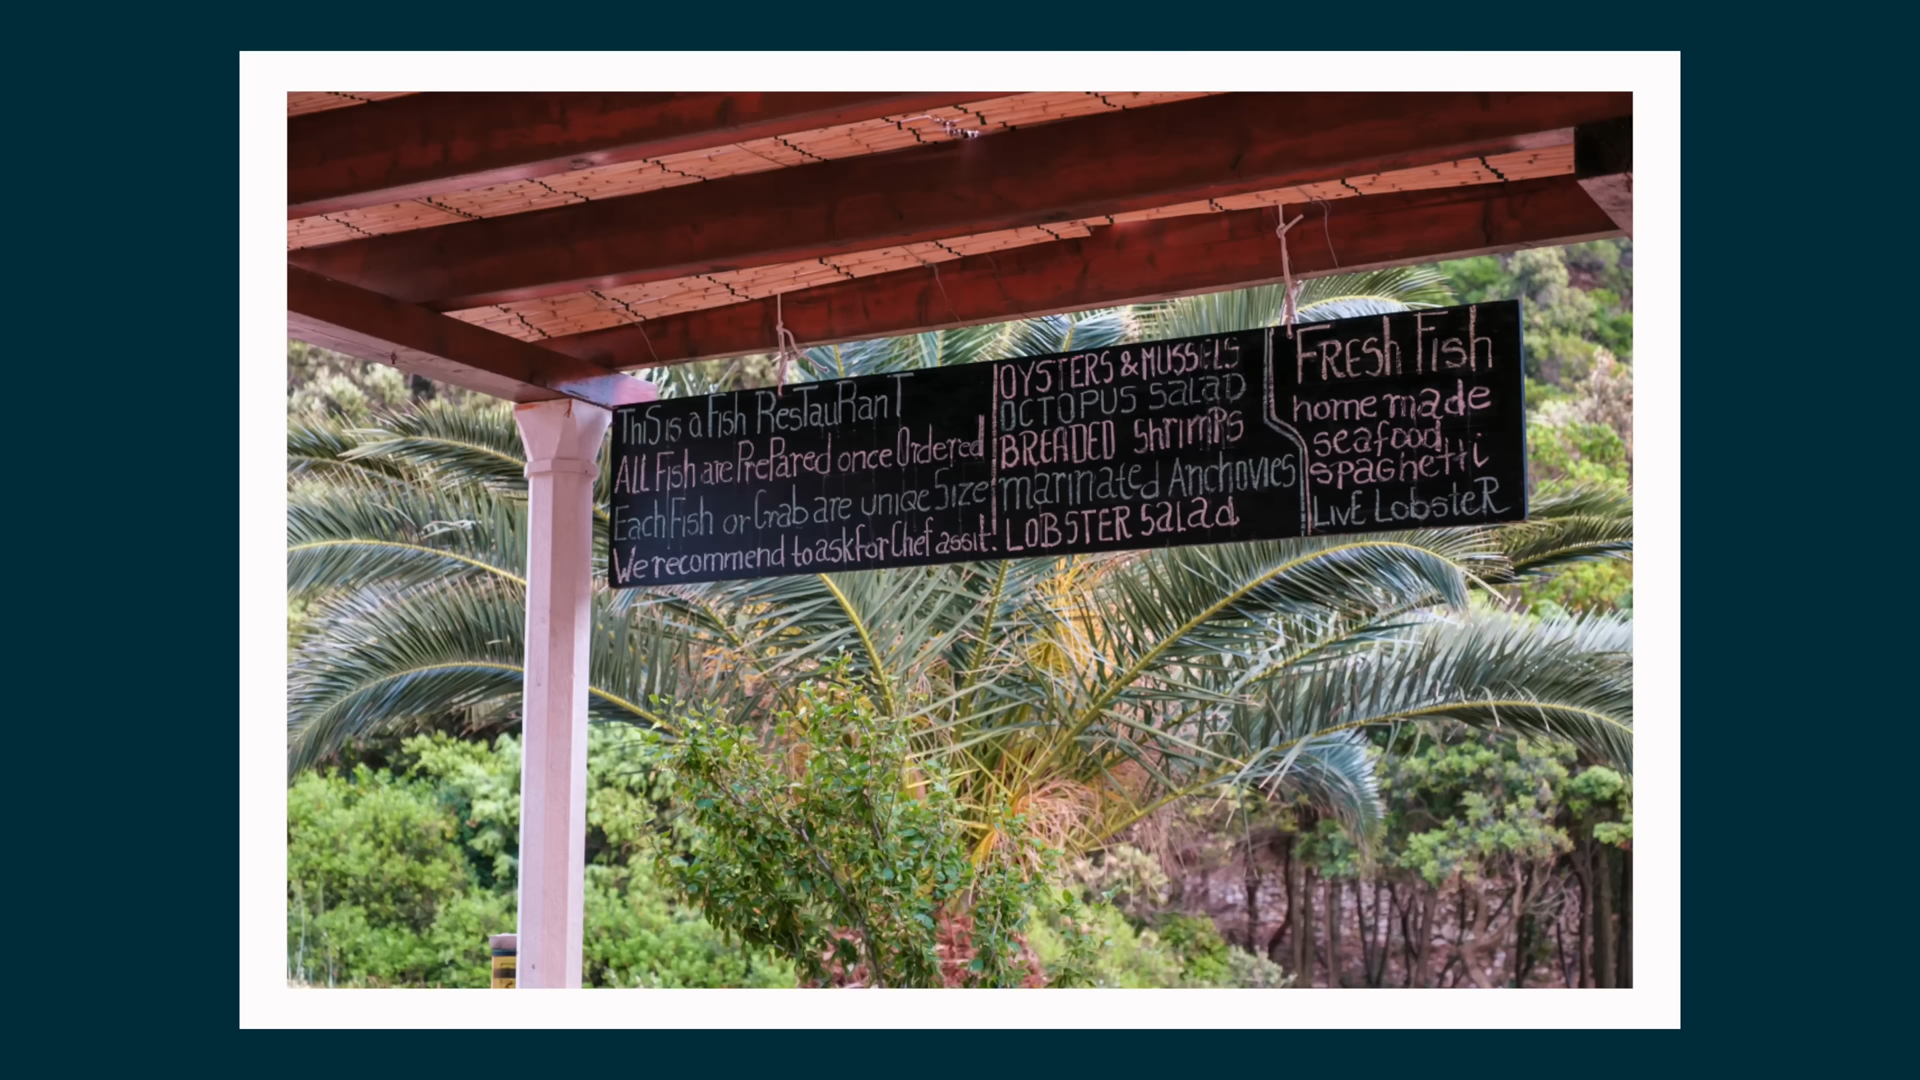 ThiS is a Fish ResTauRanT
All Fish are PrePared once Ordered
Each Fish or Crab are uniqe Size
We recommend to ask For Chef assit.
OYSTERS & MUSSELS
OCTOPUS SALAD
BREADED ShrimPs
marinated Anchovies
LOBSTER SaLad
FRESh Fish
home made
seafood
spaghetti
LivE LobsteR